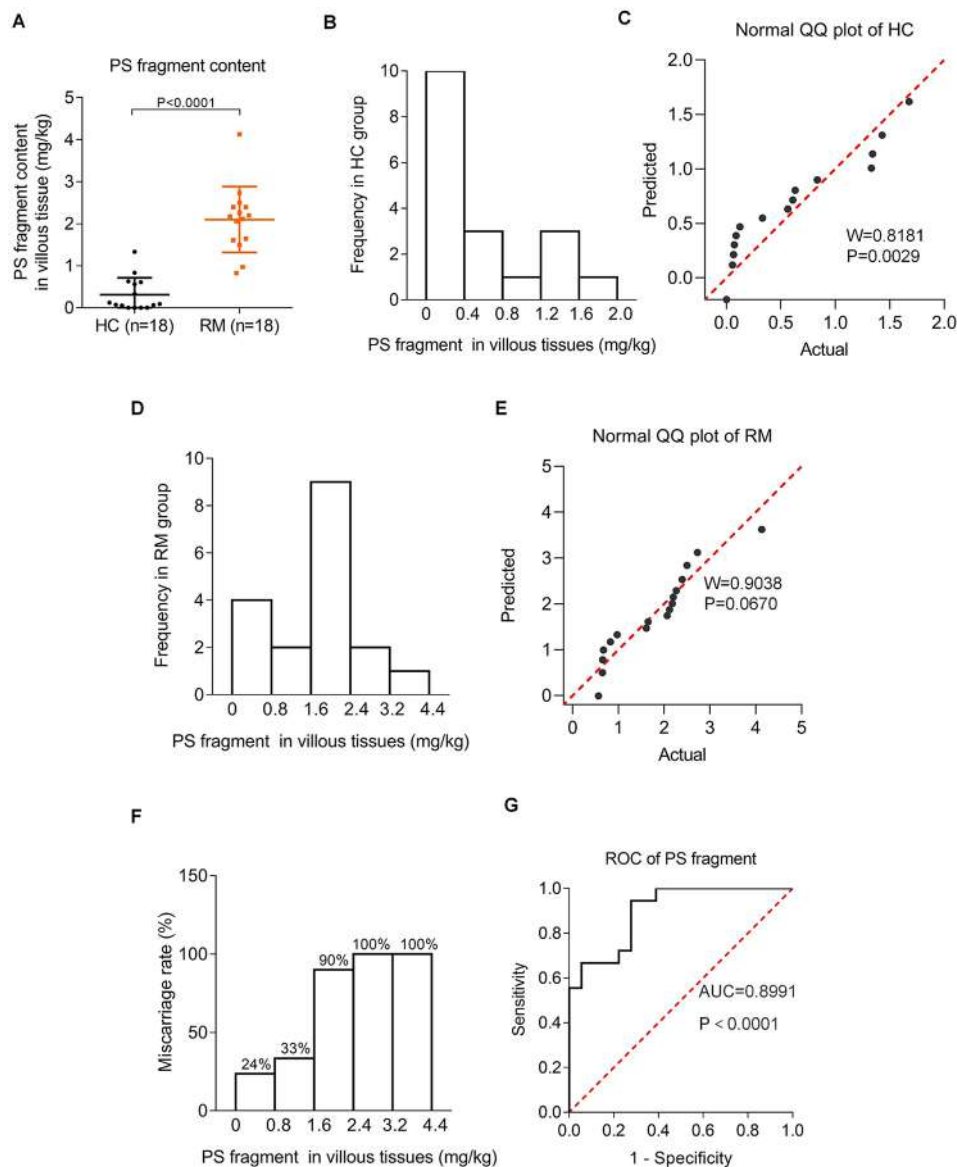 A
PS fragment content
P<0.0001
PS fragment content
in villous tissue (mg/kg)
5
4
3
2
1
0
HC (n=18) RM (n=18)
B
Frequency in HC group
10
8
6
4
2
0
0 0.4 0.8 1.2 1.6 2.0
PS fragment in villous tissues (mg/kg)
C
Normal QQ plot of HC
Predicted
2.0
1.5
1.0
0.5
0.0
W=0.8181
P=0.0029
0.0 0.5 1.0 1.5 2.0
Actual
D
Frequency in RM group
10
8
6
4
2
0
0 0.8 1.6 2.4 3.2 4.4
PS fragment in villous tissues (mg/kg)
E
Normal QQ plot of RM
Predicted
5
4
3
2
1
0
W=0.9038
P=0.0670
0 1 2 3 4 5
Actual
F
Miscarriage rate (%)
150
100
50
0
24% 33% 90% 100% 100%
0 0.8 1.6 2.4 3.2 4.4
PS fragment in villous tissues (mg/kg)
G
ROC of PS fragment
Sensitivity
1.0
0.8
0.6
0.4
0.2
0.0
AUC=0.8991
P < 0.0001
0.0 0.2 0.4 0.6 0.8 1.0
1 - Specificity